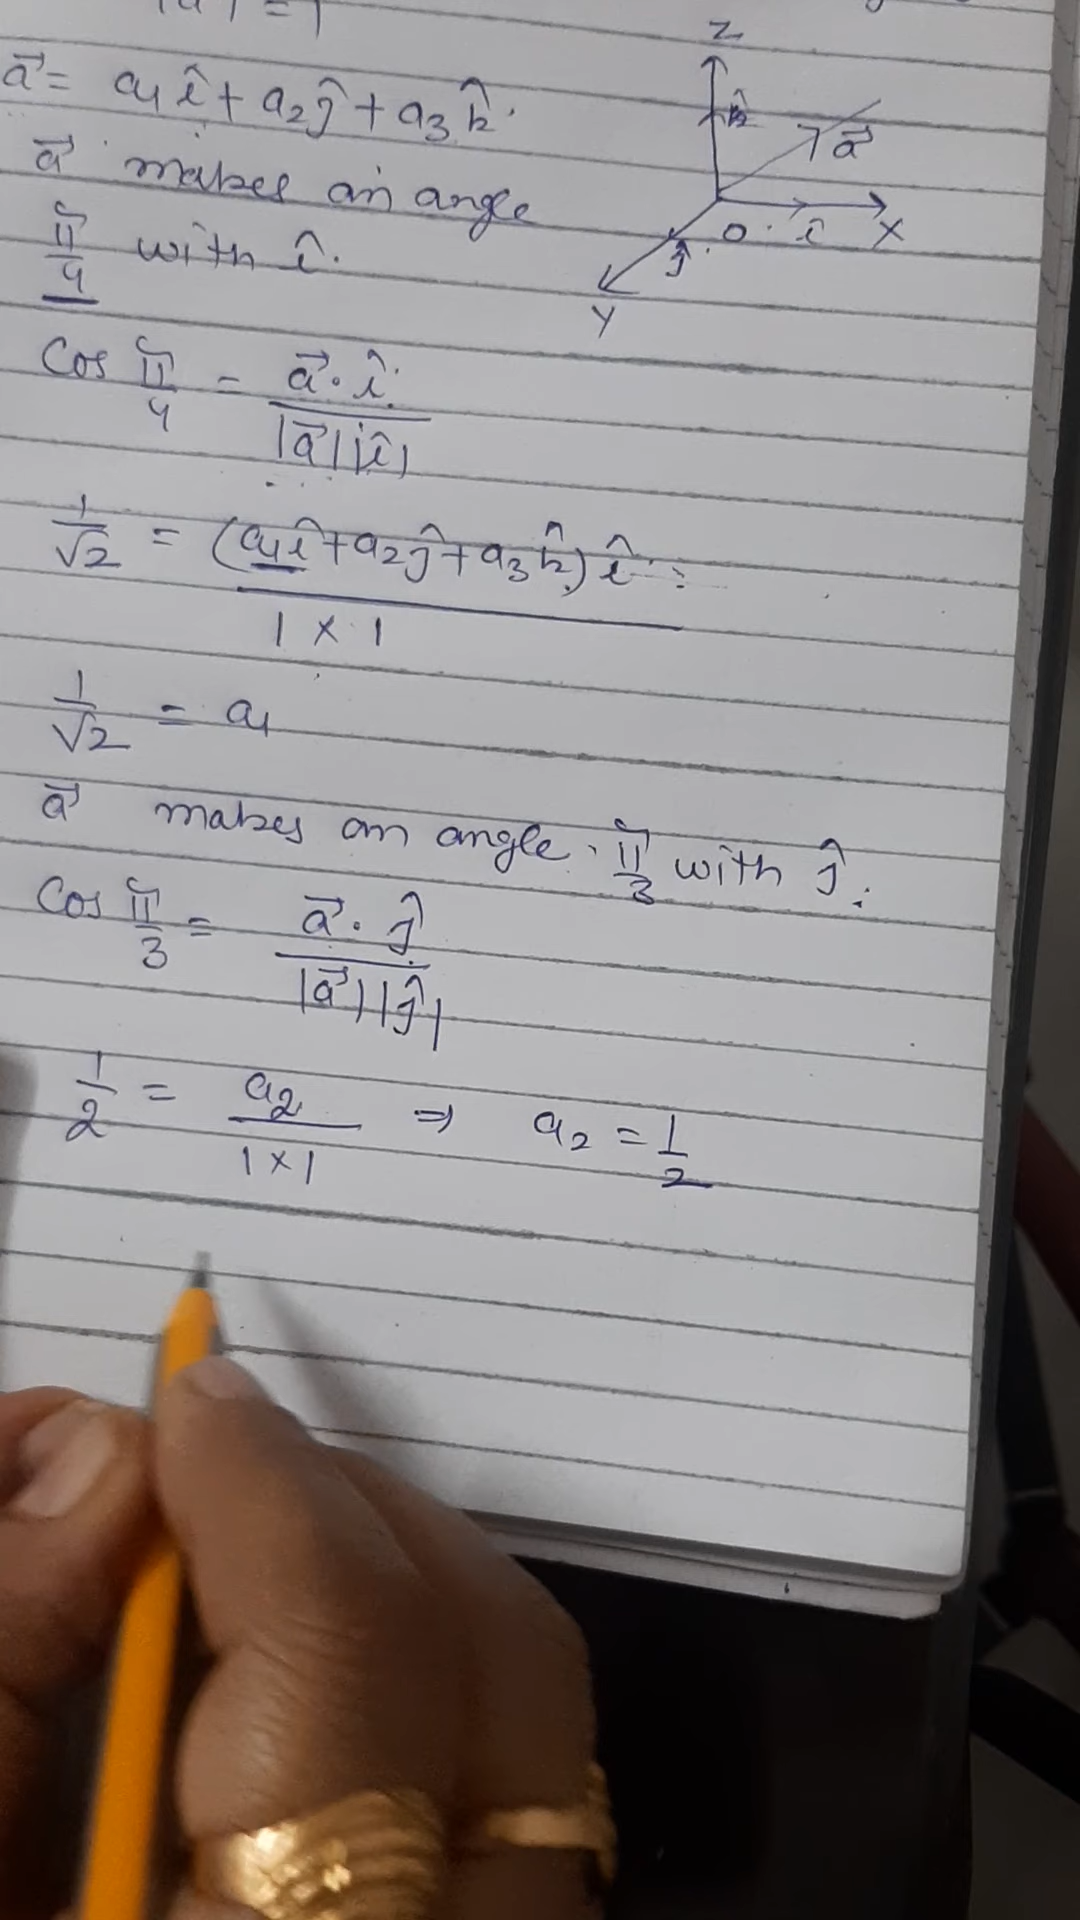 |a⃗| = 1
a⃗ = a₁î + a₂ĵ + a₃k̂.
a⃗ makes an angle
π/4 with î.
Z
k̂
a⃗
O
î
X
ĵ
Y
Cos π/4 = a⃗ · î / |a⃗||î|
1/√2 = (a₁î + a₂ĵ + a₃k̂) î / 1 × 1
1/√2 = a₁
a⃗ makes an angle π/3 with ĵ.
Cos π/3 = a⃗ · ĵ / |a⃗||ĵ|
1/2 = a₂ / 1 × 1 ⇒ a₂ = 1/2